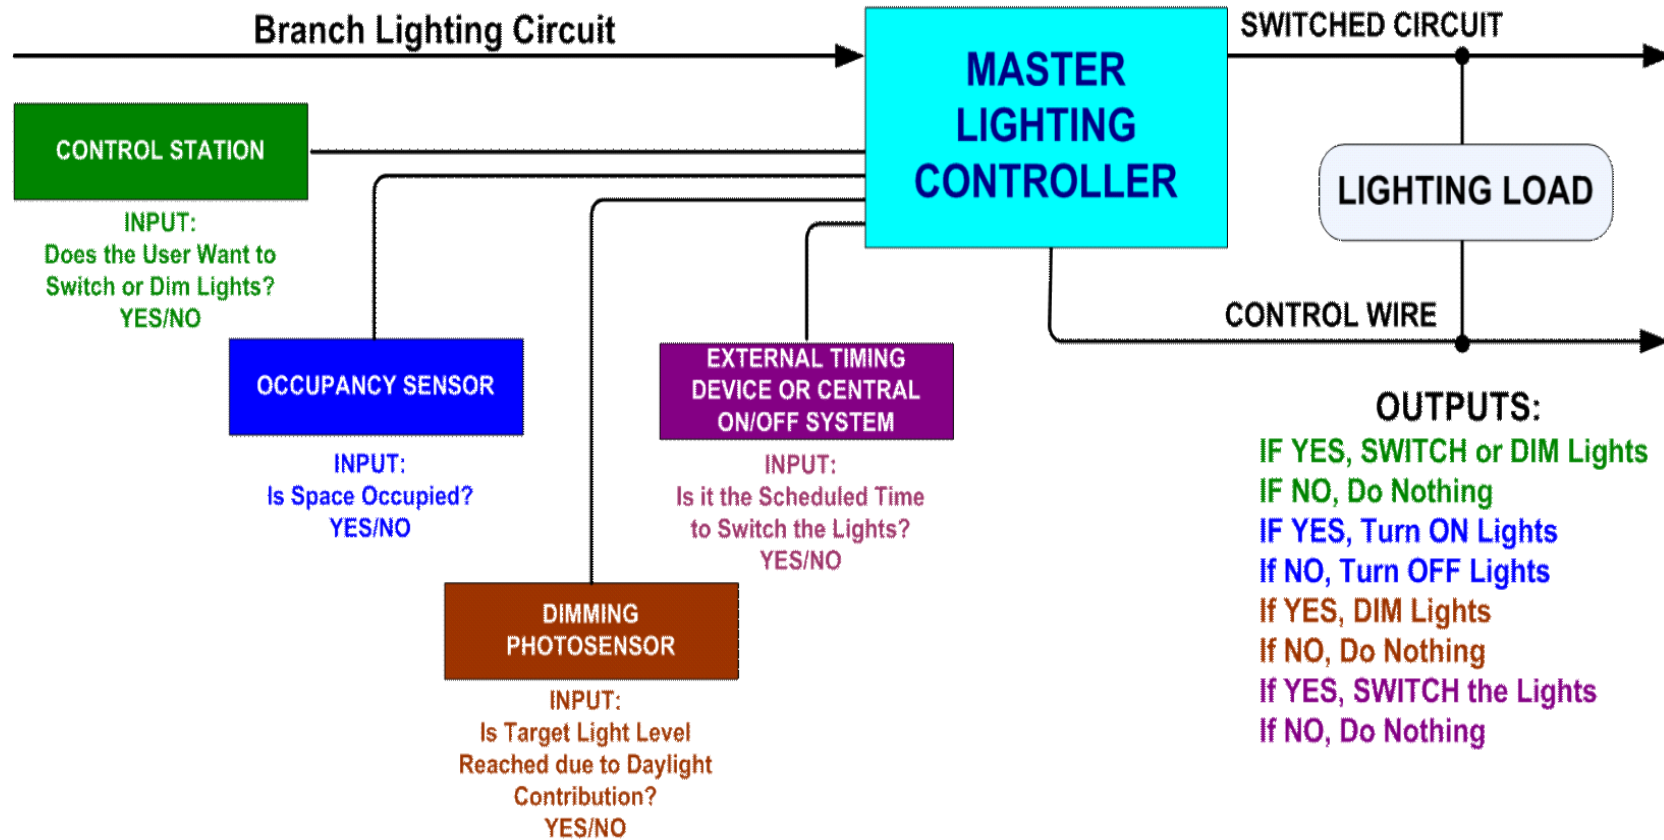 Branch Lighting Circuit
MASTER
LIGHTING
CONTROLLER
SWITCHED CIRCUIT
CONTROL STATION
INPUT:
Does the User Want to
Switch or Dim Lights?
YES/NO
LIGHTING LOAD
CONTROL WIRE
OCCUPANCY SENSOR
INPUT:
Is Space Occupied?
YES/NO
EXTERNAL TIMING
DEVICE OR CENTRAL
ON/OFF SYSTEM
INPUT:
Is it the Scheduled Time
to Switch the Lights?
YES/NO
DIMMING
PHOTOSENSOR
INPUT:
Is Target Light Level
Reached due to Daylight
Contribution?
YES/NO
OUTPUTS:
IF YES, SWITCH or DIM Lights
IF NO, Do Nothing
IF YES, Turn ON Lights
If NO, Turn OFF Lights
If YES, DIM Lights
If NO, Do Nothing
If YES, SWITCH the Lights
If NO, Do Nothing